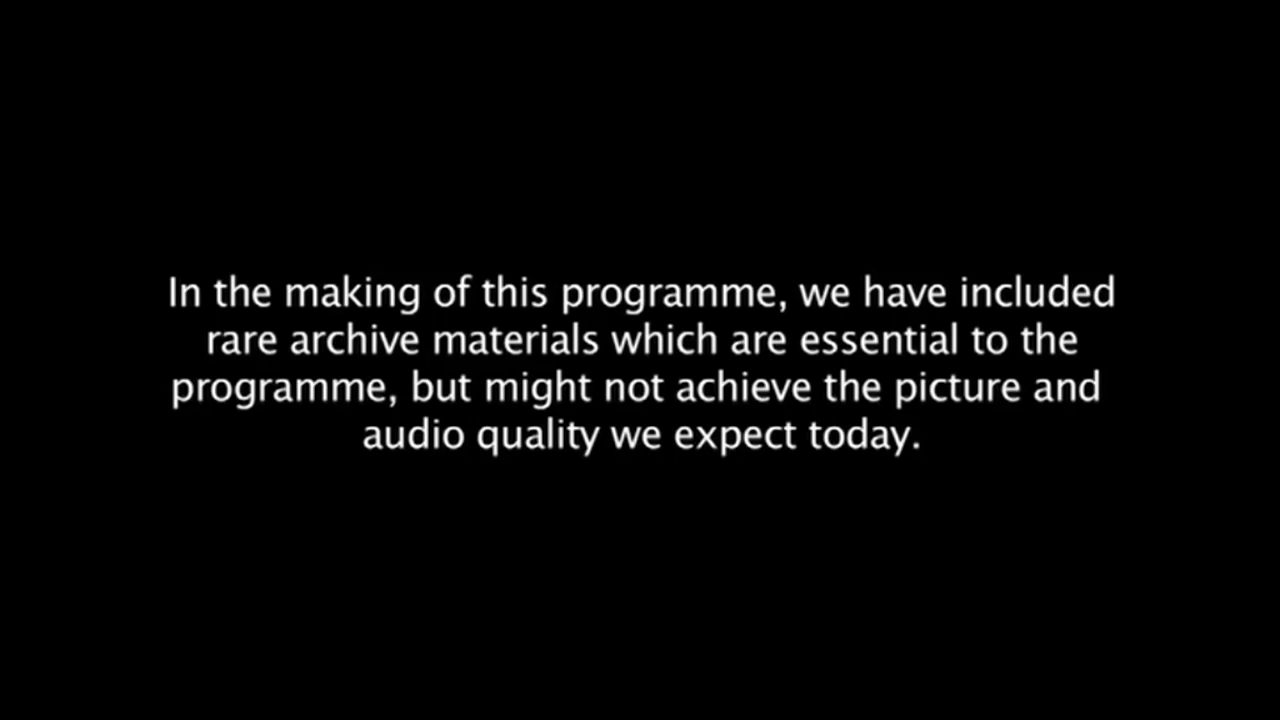 In the making of this programme, we have included
rare archive materials which are essential to the
programme, but might not achieve the picture and
audio quality we expect today.